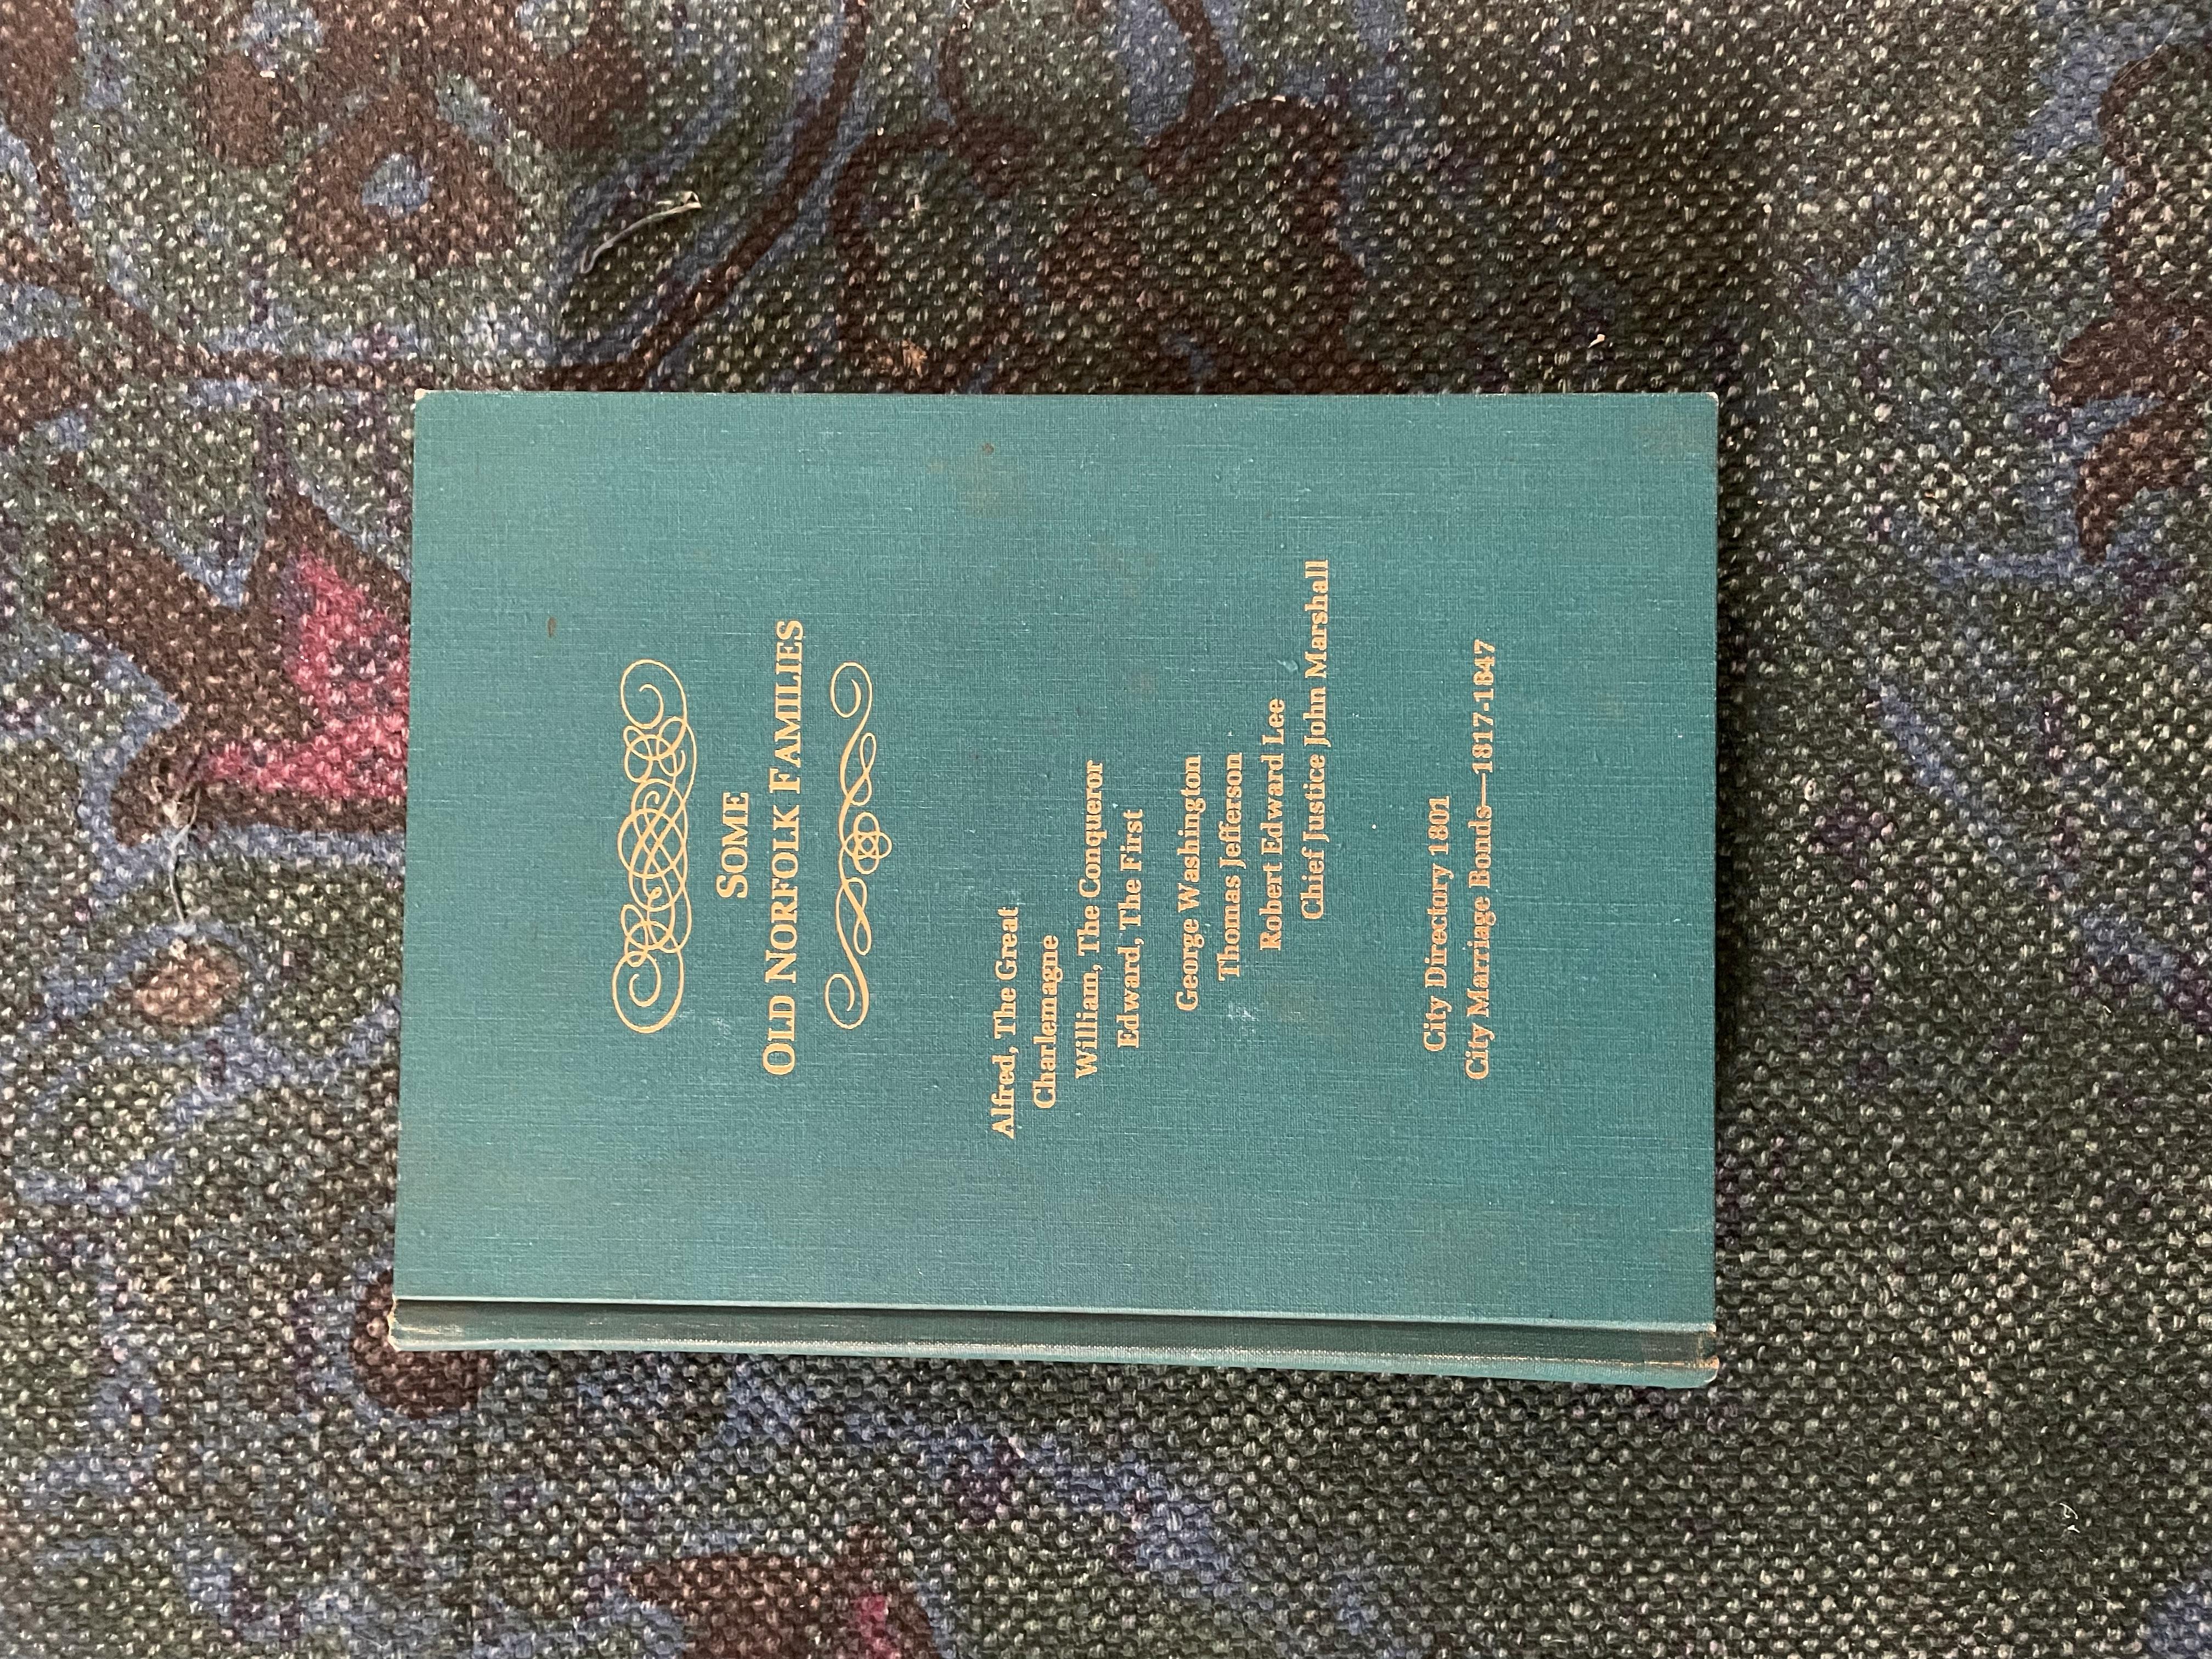 SOME
OLD NORFOLK FAMILIES
Alfred, The Great
Charlemagne
William, The Conqueror
Edward, The First
George Washington
Thomas Jefferson
Robert Edward Lee
Chief Justice John Marshall
City Directory 1801
City Marriage Bonds—1817-1847